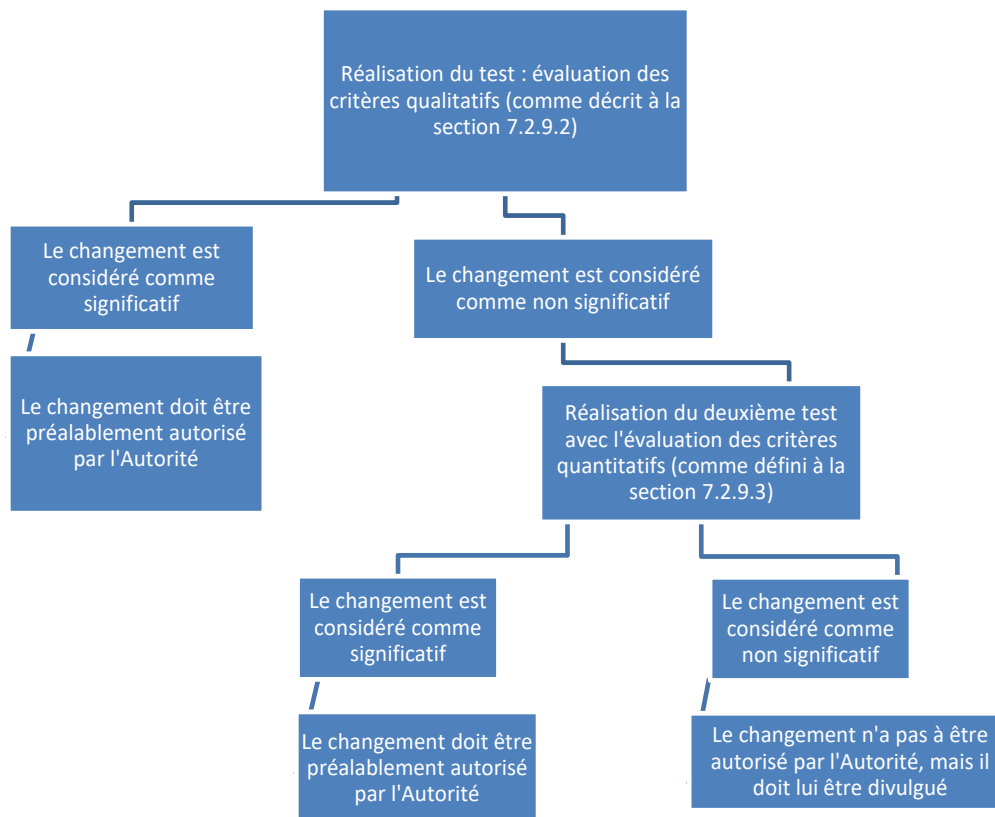 Réalisation du test : évaluation des
critères qualitatifs (comme décrit à la
section 7.2.9.2)
Le changement est
considéré comme
significatif
Le changement est considéré
comme non significatif
Le changement doit être
préalablement autorisé
par l'Autorité
Réalisation du deuxième test
avec l'évaluation des critères
quantitatifs (comme défini à la
section 7.2.9.3)
Le changement est
considéré comme
significatif
Le changement est
considéré comme
non significatif
Le changement doit être
préalablement autorisé
par l'Autorité
Le changement n'a pas à être
autorisé par l'Autorité, mais il
doit lui être divulgué